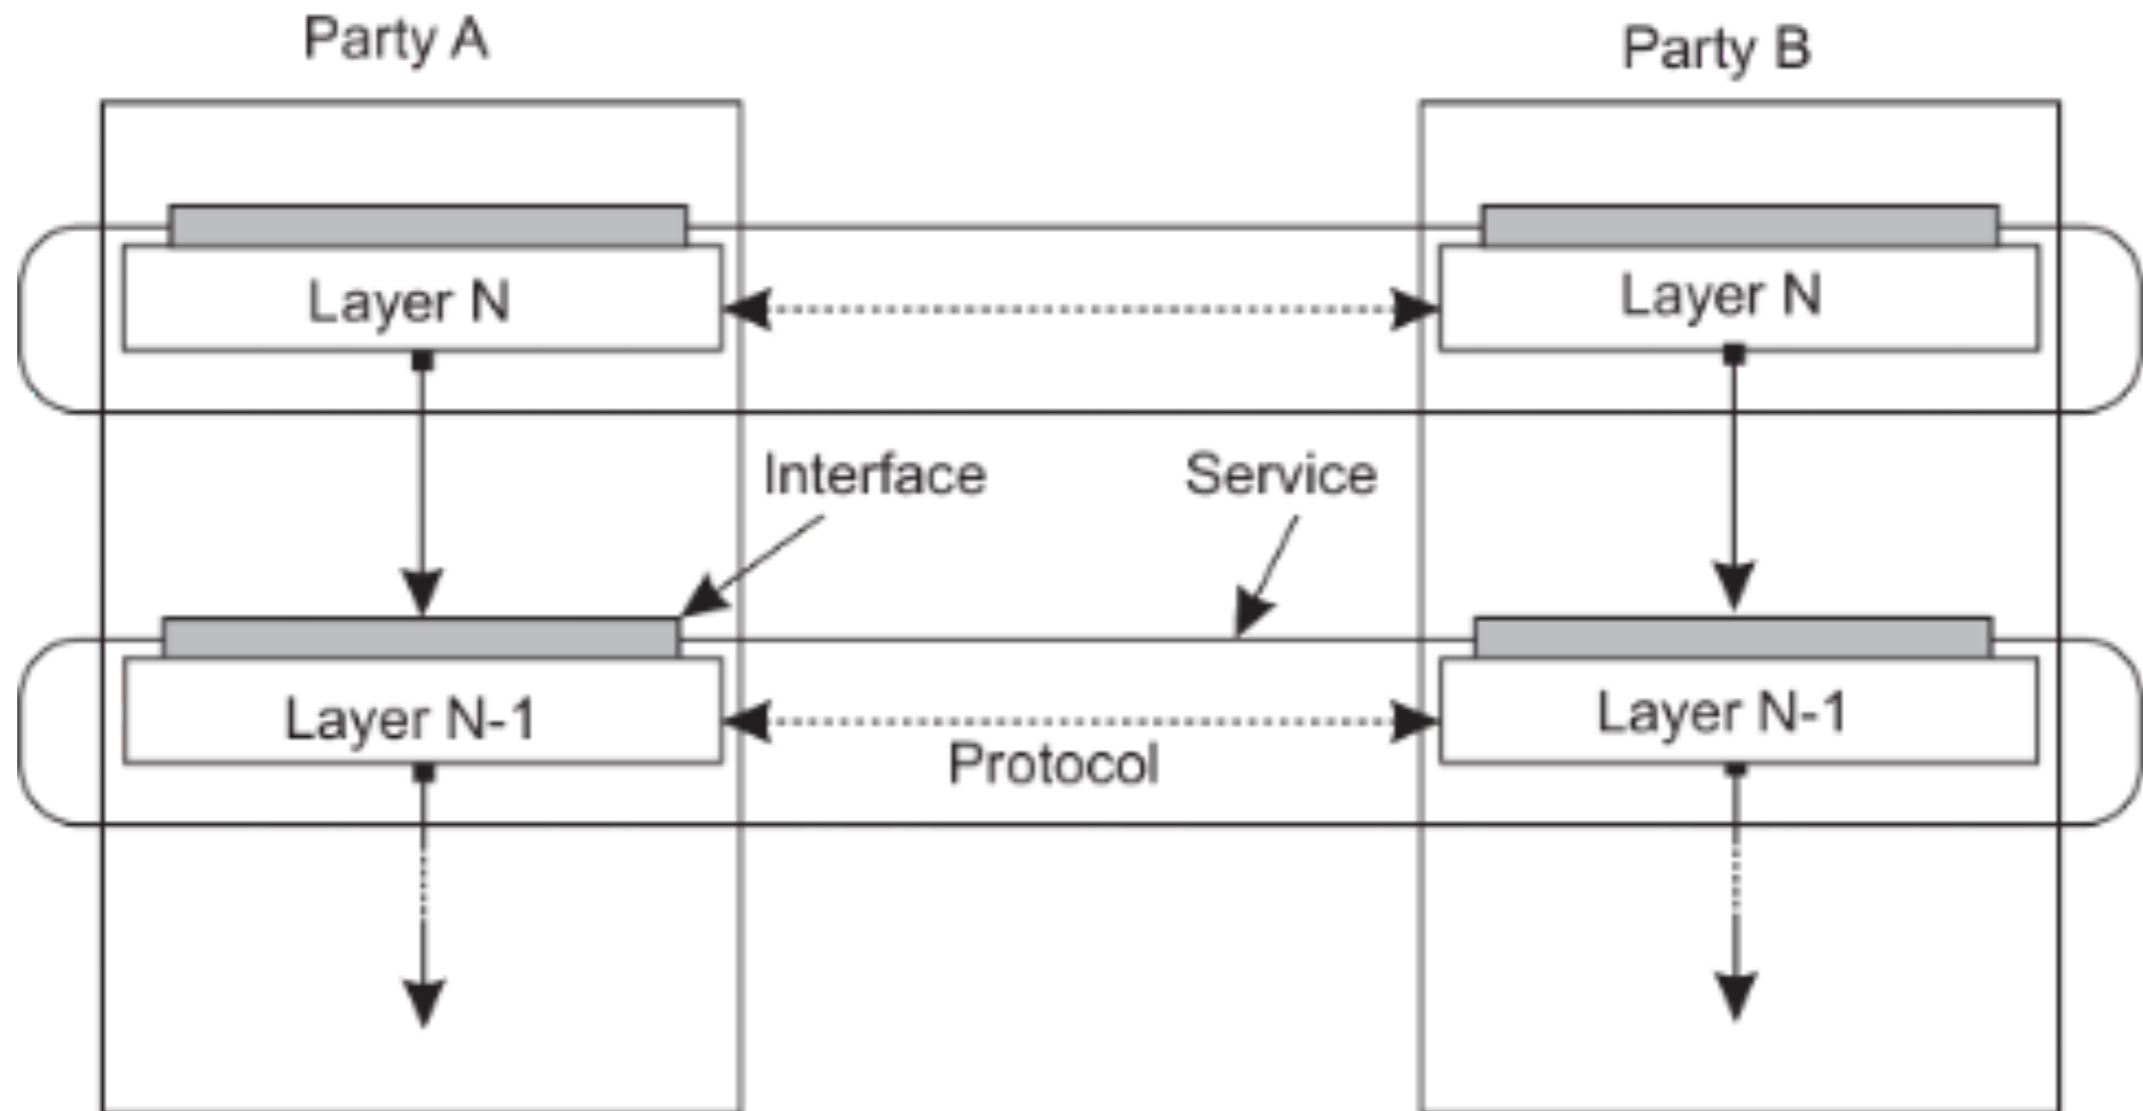 Party A
Party B
Layer N
Layer N
Interface
Service
Layer N-1
Layer N-1
Protocol